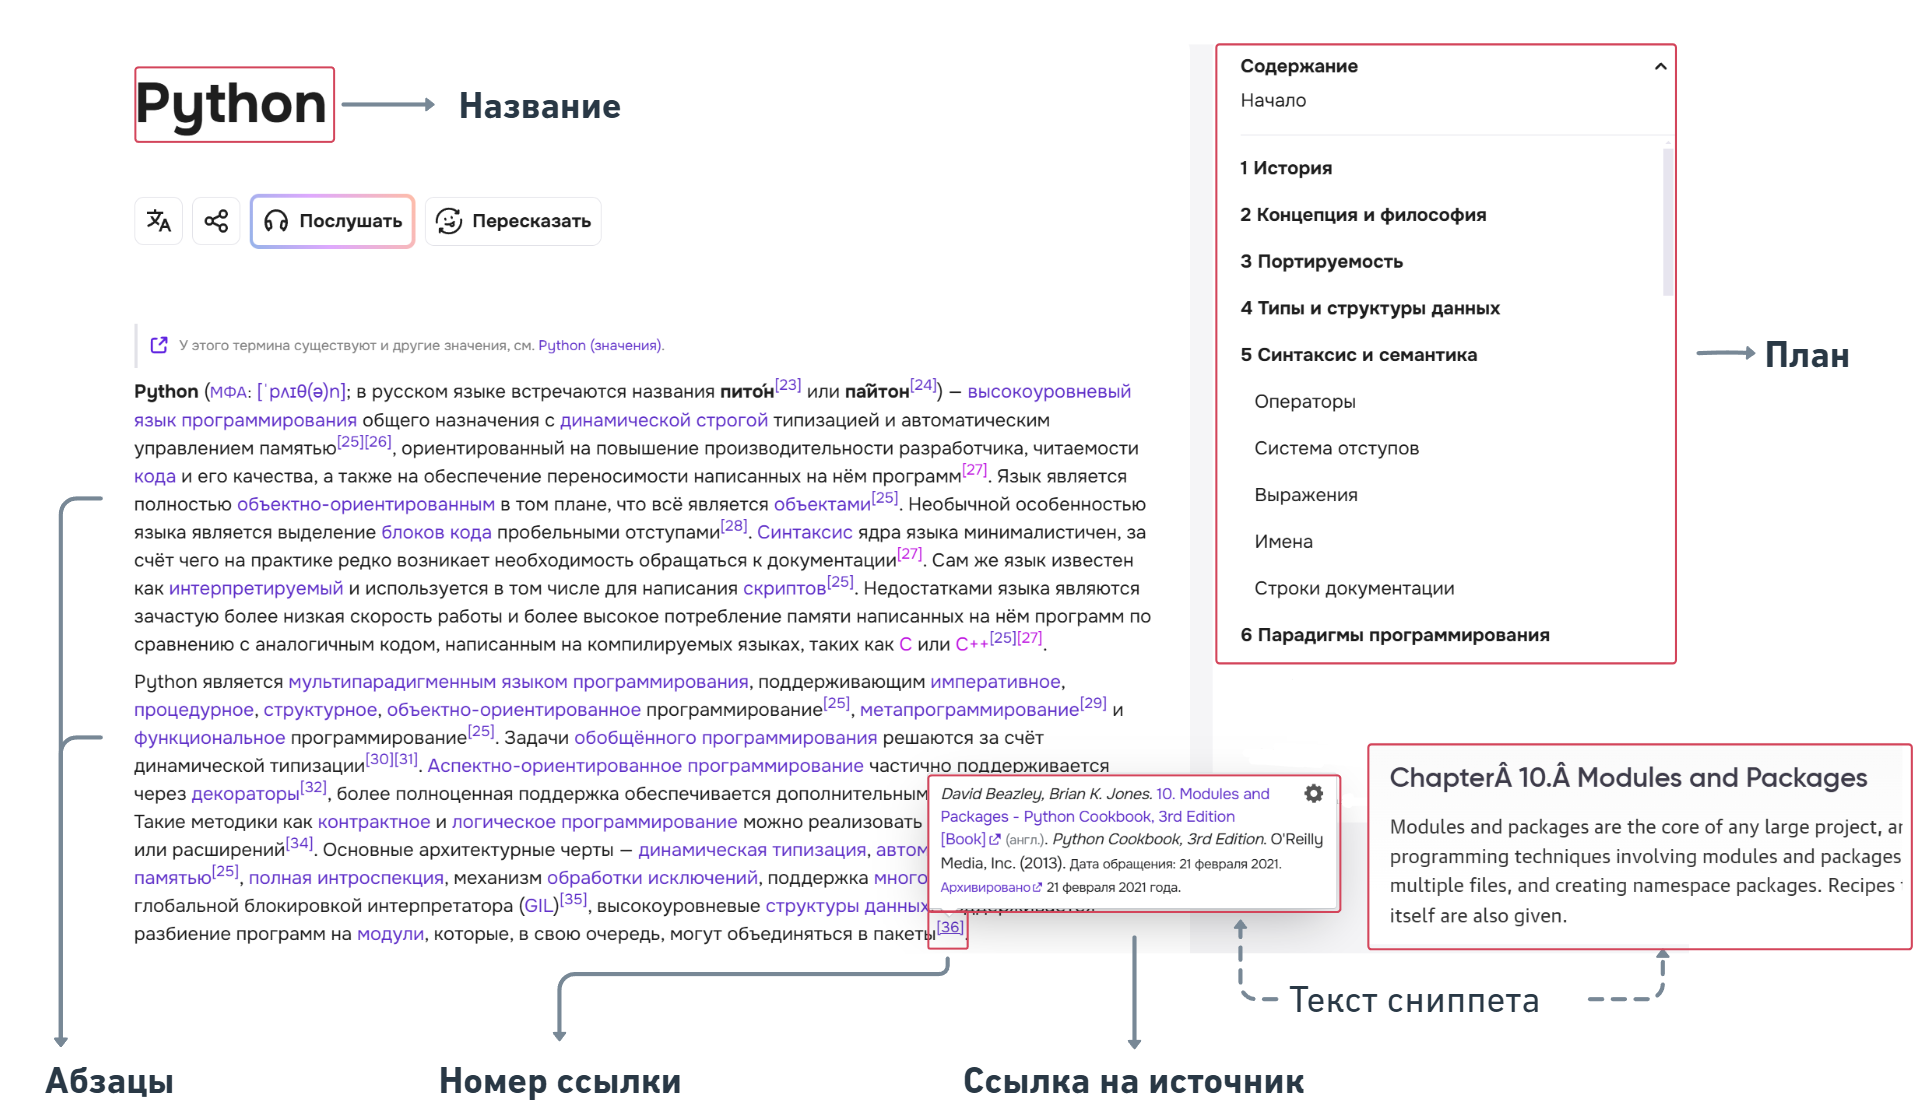 Python
Название
Послушать
Пересказать
У этого термина существуют и другие значения, см. Python (значения).
Python (МФА: [ˈpʌɪθ(ə)n]; в русском языке встречаются названия пито́н[23] или па́йтон[24]) — высокоуровневый
язык программирования общего назначения с динамической строгой типизацией и автоматическим
управлением памятью[25][26], ориентированный на повышение производительности разработчика, читаемости
кода и его качества, а также на обеспечение переносимости написанных на нём программ[27]. Язык является
полностью объектно-ориентированным в том плане, что всё является объектами[25]. Необычной особенностью
языка является выделение блоков кода пробельными отступами[28]. Синтаксис ядра языка минималистичен, за
счёт чего на практике редко возникает необходимость обращаться к документации[27]. Сам же язык известен
как интерпретируемый и используется в том числе для написания скриптов[25]. Недостатками языка являются
зачастую более низкая скорость работы и более высокое потребление памяти написанных на нём программ по
сравнению с аналогичным кодом, написанным на компилируемых языках, таких как C или C++[25][27].
Python является мультипарадигменным языком программирования, поддерживающим императивное,
процедурное, структурное, объектно-ориентированное программирование[25], метапрограммирование[29] и
функциональное программирование[25]. Задачи обобщённого программирования решаются за счёт
динамической типизации[30][31]. Аспектно-ориентированное программирование частично поддерживается
через декораторы[32], более полноценная поддержка обеспечивается дополнительным
Такие методики как контрактное и логическое программирование можно реализовать
или расширений[34]. Основные архитектурные черты — динамическая типизация, автом
памятью[25], полная интроспекция, механизм обработки исключений, поддержка много
глобальной блокировкой интерпретатора (GIL)[35], высокоуровневые структуры данных
разбиение программ на модули, которые, в свою очередь, могут объединяться в пакеты[36].
David Beazley, Brian K. Jones. 10. Modules and
Packages - Python Cookbook, 3rd Edition
[Book] (англ.). Python Cookbook, 3rd Edition. O'Reilly
Media, Inc. (2013). Дата обращения: 21 февраля 2021.
Архивировано 21 февраля 2021 года.
Содержание
Начало
1 История
2 Концепция и философия
3 Портируемость
4 Типы и структуры данных
5 Синтаксис и семантика
Операторы
Система отступов
Выражения
Имена
Строки документации
6 Парадигмы программирования
План
ChapterÂ 10.Â Modules and Packages
Modules and packages are the core of any large project, ar
programming techniques involving modules and packages
multiple files, and creating namespace packages. Recipes
itself are also given.
Текст сниппета
Абзацы
Номер ссылки
Ссылка на источник